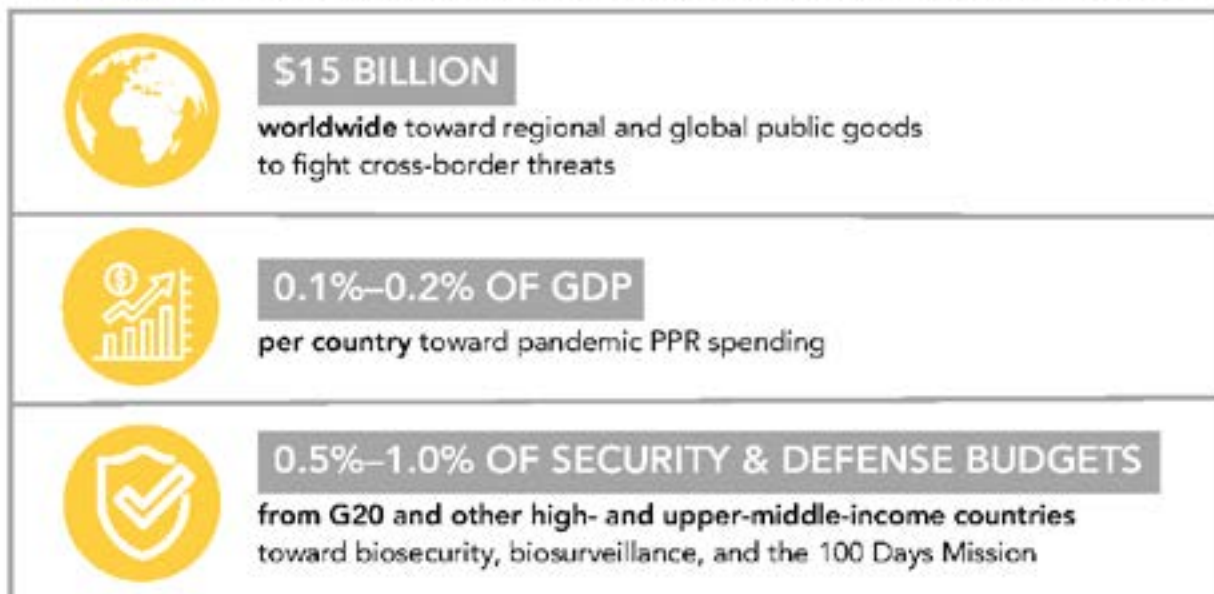 $15 BILLION
worldwide toward regional and global public goods
to fight cross-border threats
0.1%–0.2% OF GDP
per country toward pandemic PPR spending
0.5%–1.0% OF SECURITY & DEFENSE BUDGETS
from G20 and other high- and upper-middle-income countries
toward biosecurity, biosurveillance, and the 100 Days Mission